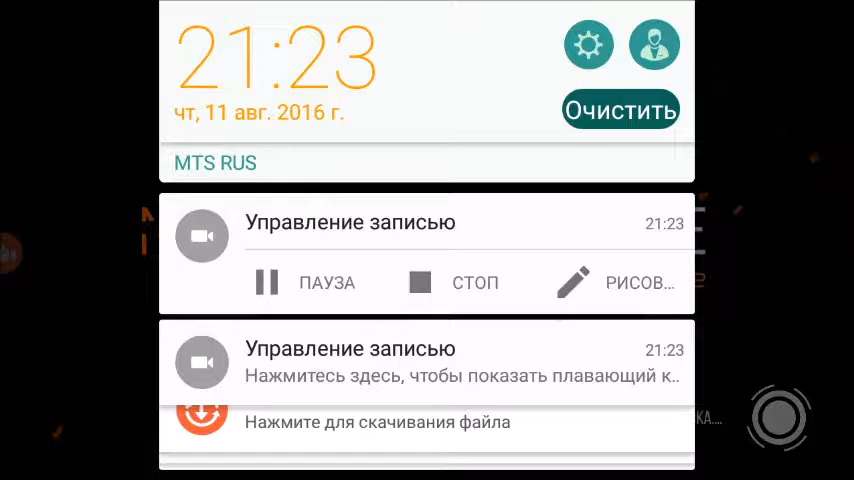 21:23
чт, 11 авг. 2016 г.
Очистить
MTS RUS
Управление записью 21:23
ПАУЗА СТОП РИСОВ…
Управление записью 21:23
Нажмитесь здесь, чтобы показать плавающий к..
Нажмите для скачивания файла
КА....